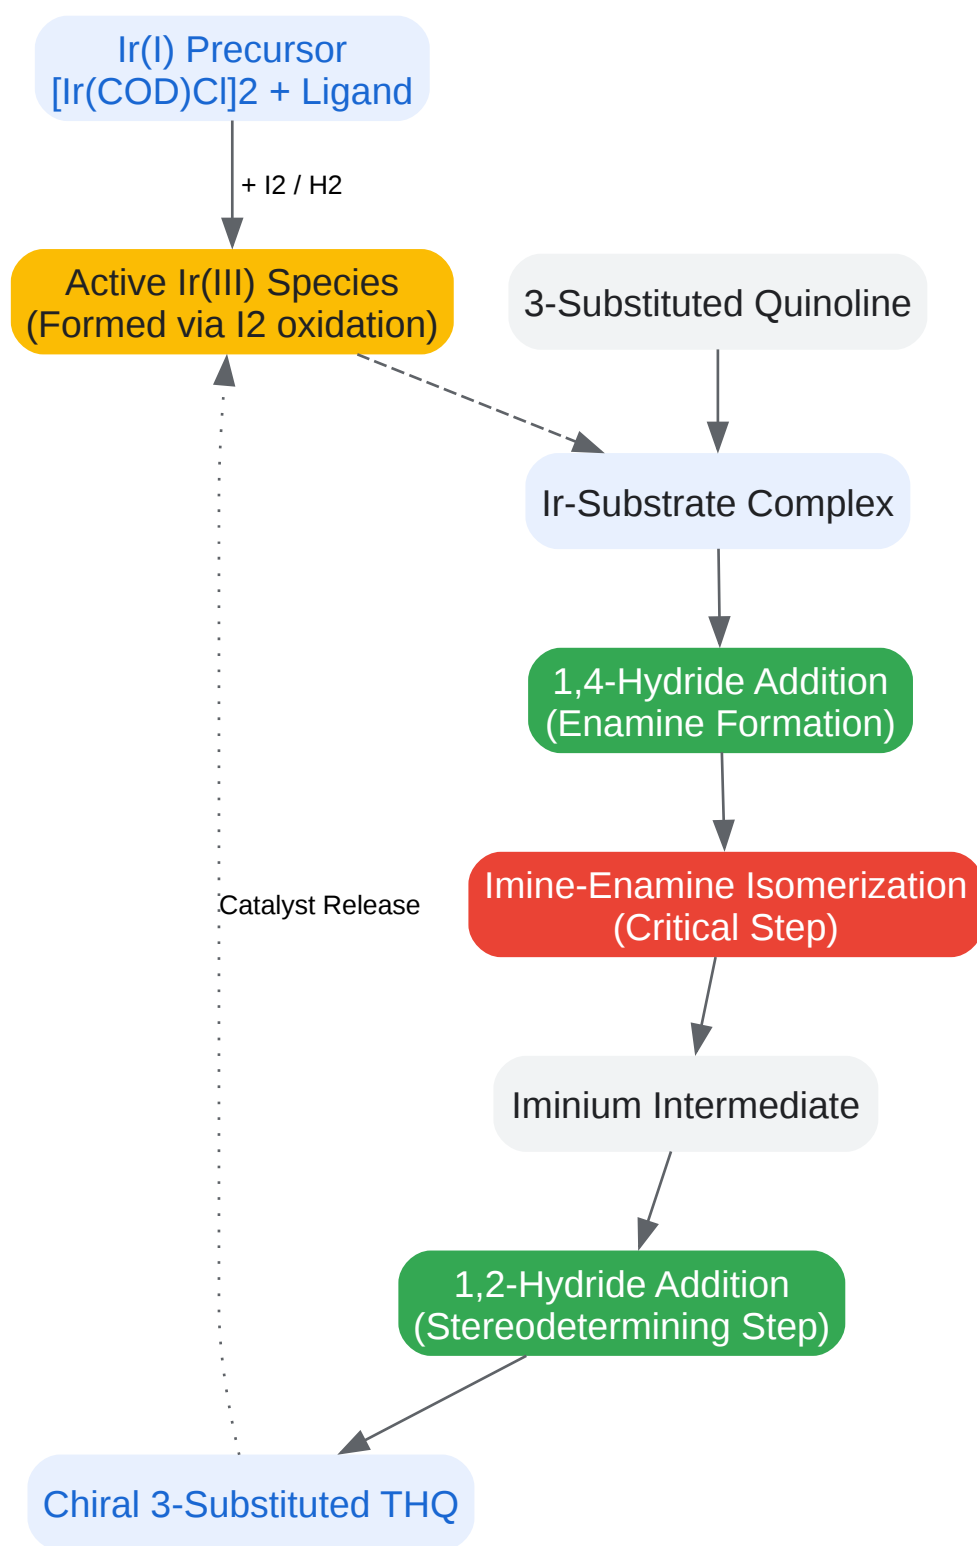 Ir(I) Precursor
[Ir(COD)Cl]2 + Ligand
+ I2 / H2
Active Ir(III) Species
(Formed via I2 oxidation)
3-Substituted Quinoline
Ir-Substrate Complex
1,4-Hydride Addition
(Enamine Formation)
Imine-Enamine Isomerization
(Critical Step)
Catalyst Release
Iminium Intermediate
1,2-Hydride Addition
(Stereodetermining Step)
Chiral 3-Substituted THQ